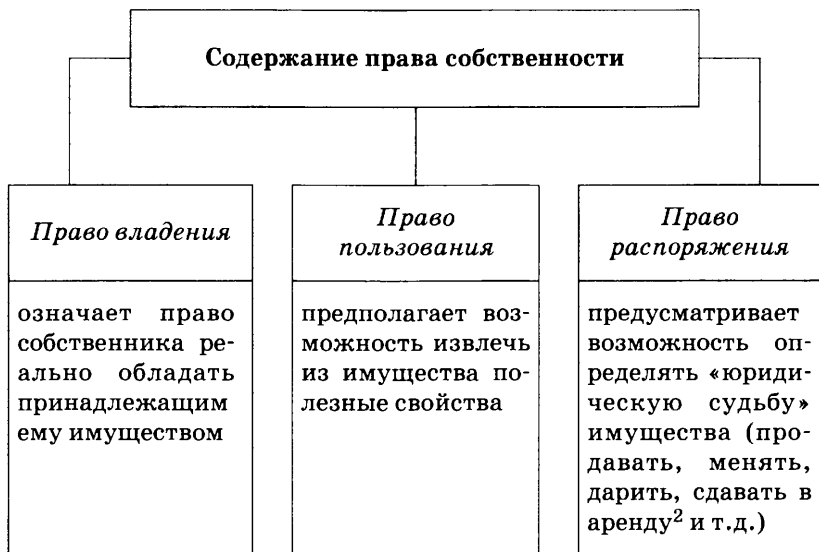 Содержание права собственности
Право владения
означает право
собственника ре-
ально обладать
принадлежащим
ему имуществом
Право
пользования
предполагает воз-
можность извлечь
из имущества по-
лезные свойства
Право
распоряжения
предусматривает
возможность оп-
ределять «юриди-
ческую судьбу»
имущества (про-
давать, менять,
дарить, сдавать в
аренду² и т.д.)